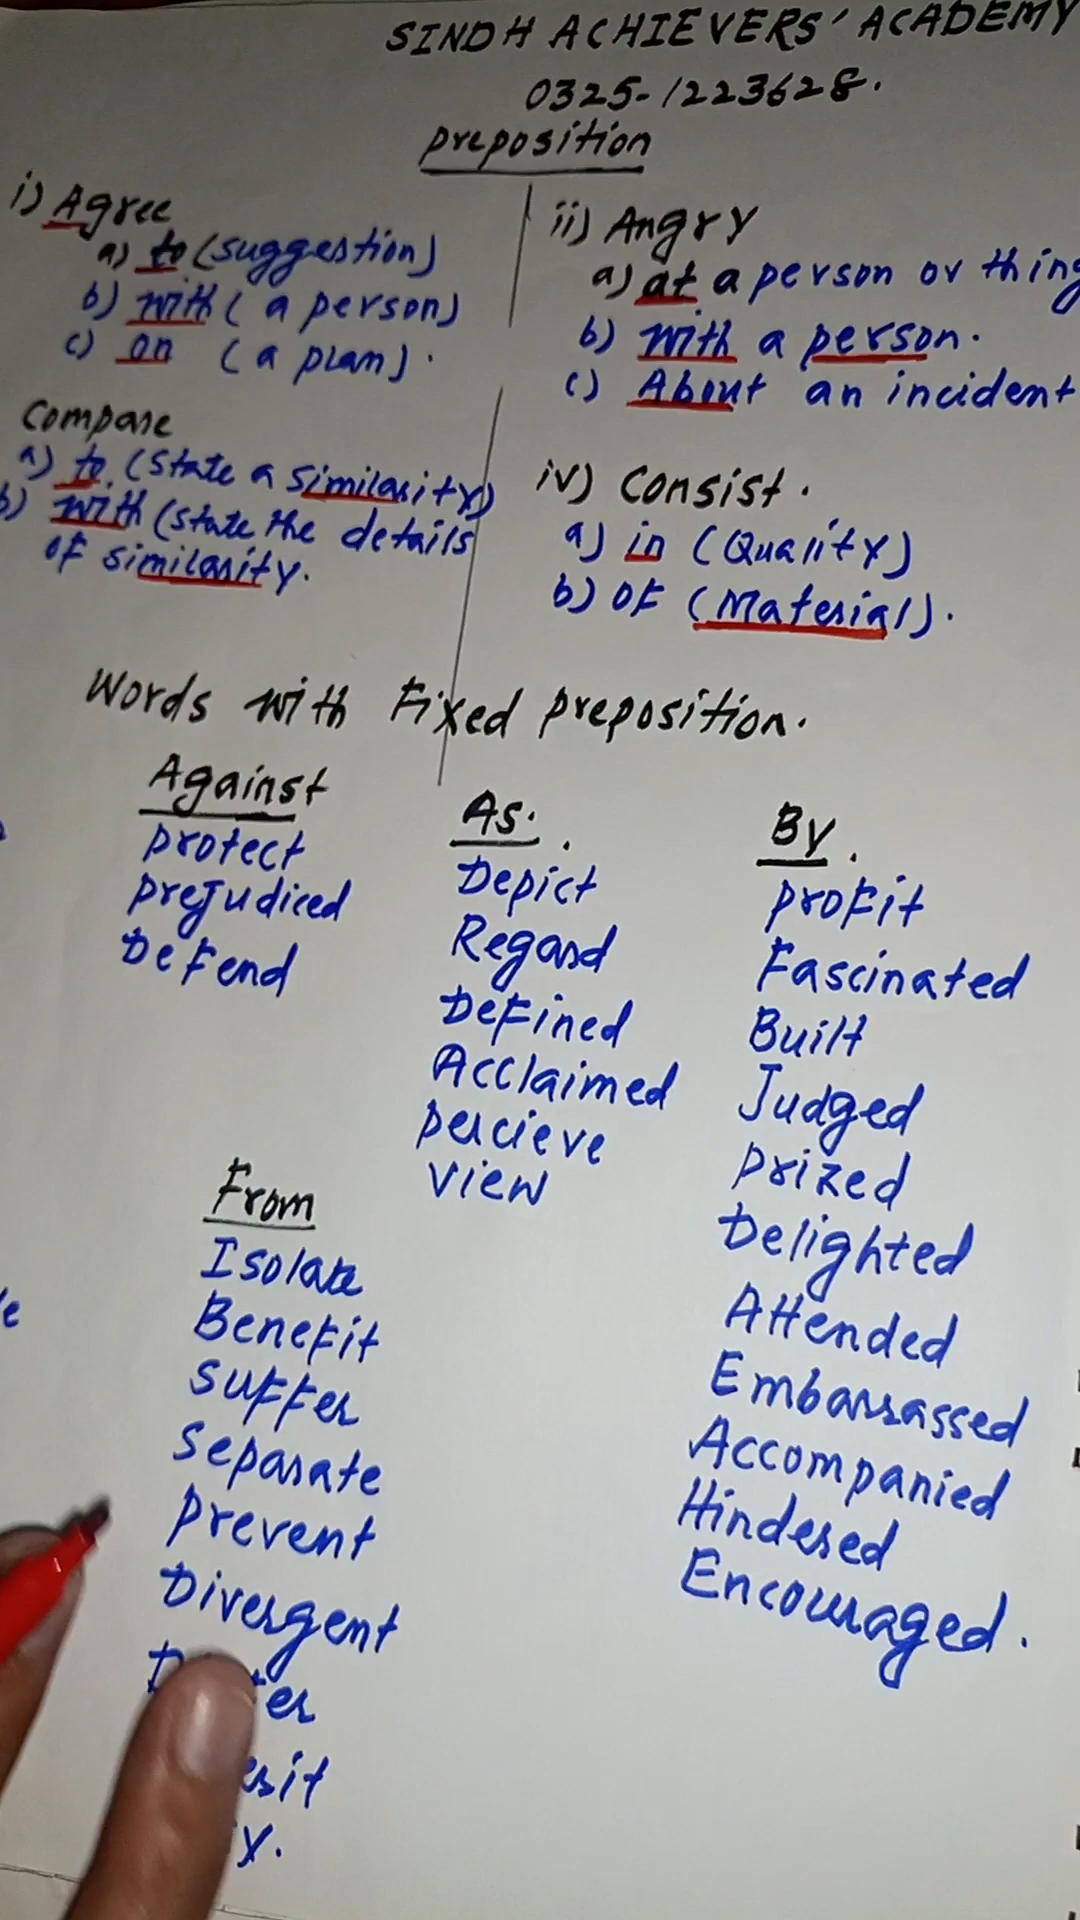 SINDH ACHIEVERS' ACADEMY
0325-1223628.
preposition
i) Agree
a) to (suggestion)
b) with ( a person)
c) on ( a plan).
ii) Angry
a) at a person or thing
b) with a person.
c) About an incident
Compare
a) to (State a similarity)
b) with (state the details
of similarity.
iv) Consist.
a) in (Quality)
b) of (Material).
Words with Fixed preposition.
Against
protect
prejudiced
Defend
As.
Depict
Regard
Defined
Acclaimed
percieve
view
By.
profit
Fascinated
Built
Judged
prized
Delighted
Attended
Embarrassed
Accompanied
Hindered
Encouraged.
From
Isolate
Benefit
suffer
separate
prevent
Divergent